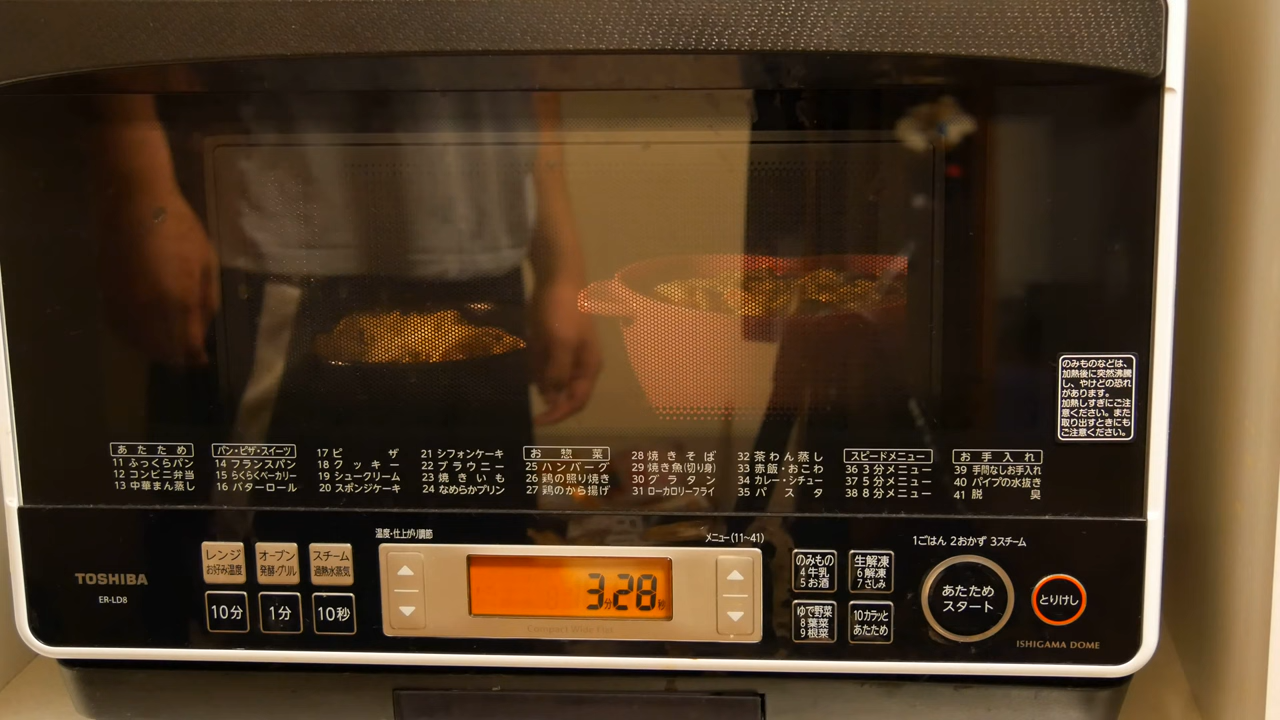 のみものなどは、
加熱後に突然沸騰
し、やけどの恐れ
があります。
加熱しすぎにご注
意ください。また
取り出すときにも
ご注意ください。
あたため
11 ふっくらパン
12 コンビニ弁当
13 中華まん蒸し
パン・ピザ・スイーツ
14 フランスパン
15 らくらくベーカリー
16 バターロール
17 ピザ
18 クッキー
19 シュークリーム
20 スポンジケーキ
21 シフォンケーキ
22 ブラウニー
23 焼きいも
24 なめらかプリン
お惣菜
25 ハンバーグ
26 鶏の照り焼き
27 鶏のから揚げ
28 焼きそば
29 焼き魚(切り身)
30 グラタン
31 ローカロリーフライ
32 茶わん蒸し
33 赤飯・おこわ
34 カレー・シチュー
35 パスタ
スピードメニュー
36 3分メニュー
37 5分メニュー
38 8分メニュー
お手入れ
39 手間なしお手入れ
40 パイプの水抜き
41 脱臭
TOSHIBA
ER-LD8
レンジ
お好み温度
オーブン
発酵・グリル
スチーム
過熱水蒸気
10分
1分
10秒
温度・仕上がり調節
メニュー(11~41)
3分28秒
のみもの
4 牛乳
5 お酒
生解凍
6 解凍
7 さしみ
ゆで野菜
8 葉菜
9 根菜
10カラッと
あたため
1ごはん 2おかず 3スチーム
あたため
スタート
とりけし
ISHIGAMA DOME